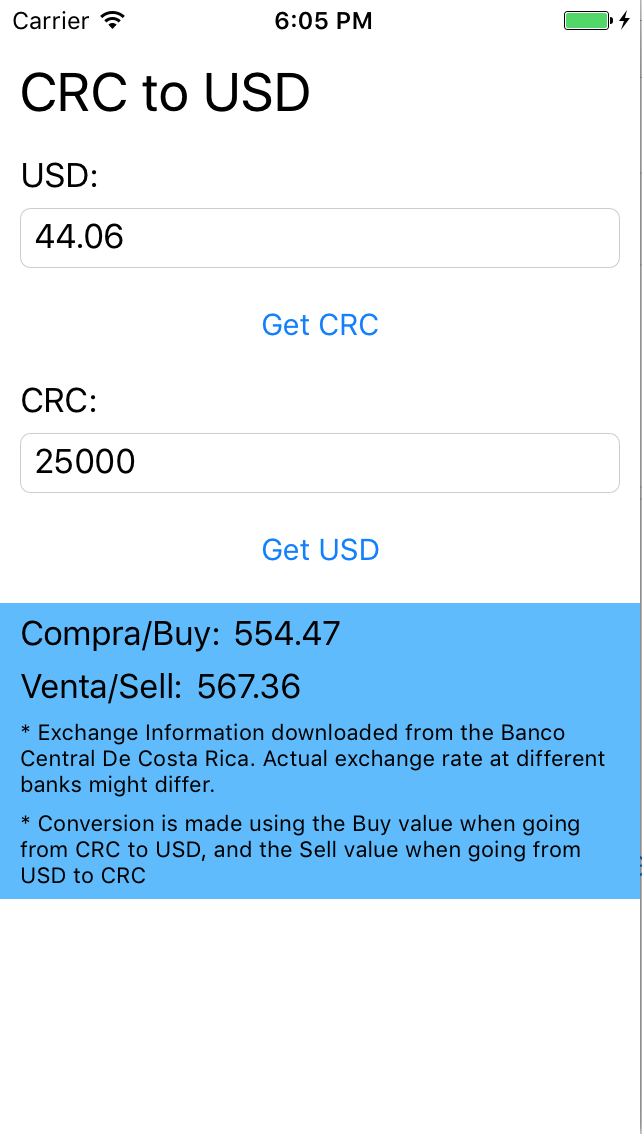 Carrier 6:05 PM
CRC to USD
USD:
44.06
Get CRC
CRC:
25000
Get USD
Compra/Buy: 554.47
Venta/Sell: 567.36
* Exchange Information downloaded from the Banco
Central De Costa Rica. Actual exchange rate at different
banks might differ.
* Conversion is made using the Buy value when going
from CRC to USD, and the Sell value when going from
USD to CRC